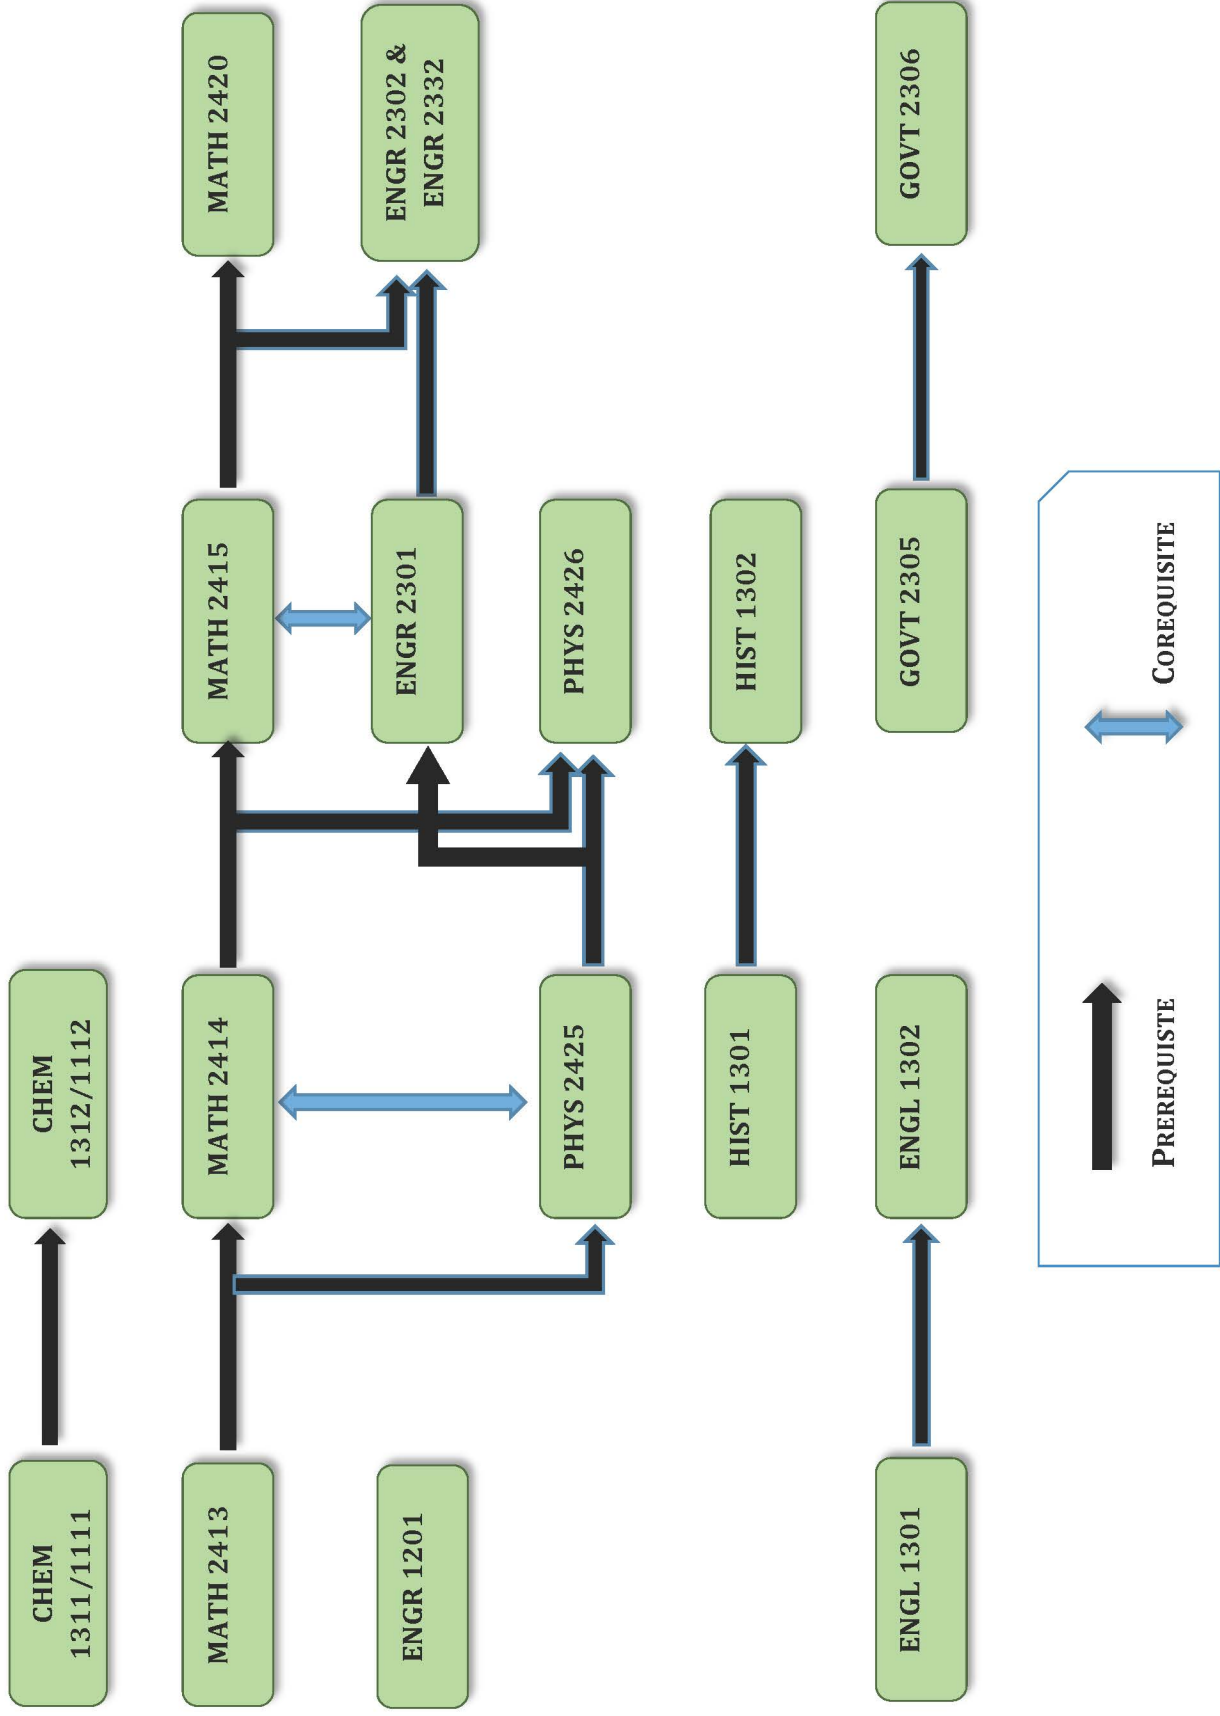 CHEM
1311/1111
CHEM
1312/1112
MATH 2413
MATH 2414
MATH 2415
MATH 2420
ENGR 1201
ENGR 2301
ENGR 2302 &
ENGR 2332
PHYS 2425
PHYS 2426
HIST 1301
HIST 1302
ENGL 1301
ENGL 1302
GOVT 2305
GOVT 2306
PREREQUISTE
COREQUISITE